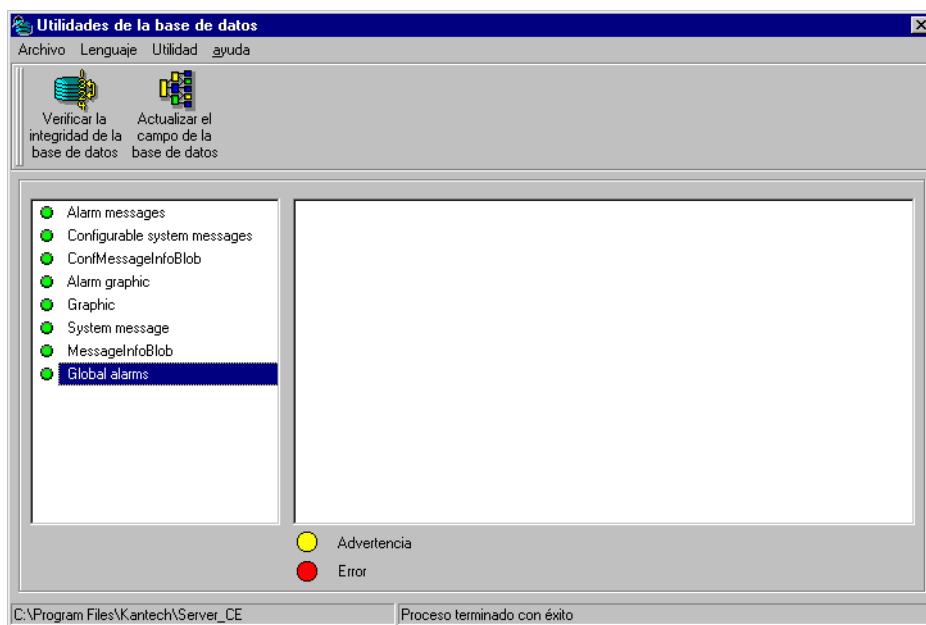 Utilidades de la base de datos
Archivo Lenguaje Utilidad ayuda
Verificar la
integridad de la
base de datos
Actualizar el
campo de la
base de datos
Alarm messages
Configurable system messages
ConfMessageInfoBlob
Alarm graphic
Graphic
System message
MessageInfoBlob
Global alarms
Advertencia
Error
C:\Program Files\Kantech\Server_CE
Proceso terminado con éxito